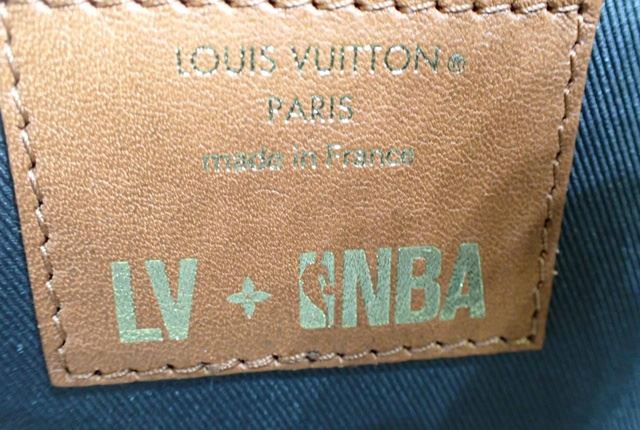 LOUIS VUITTON®
PARIS
made in France
LV + NBA